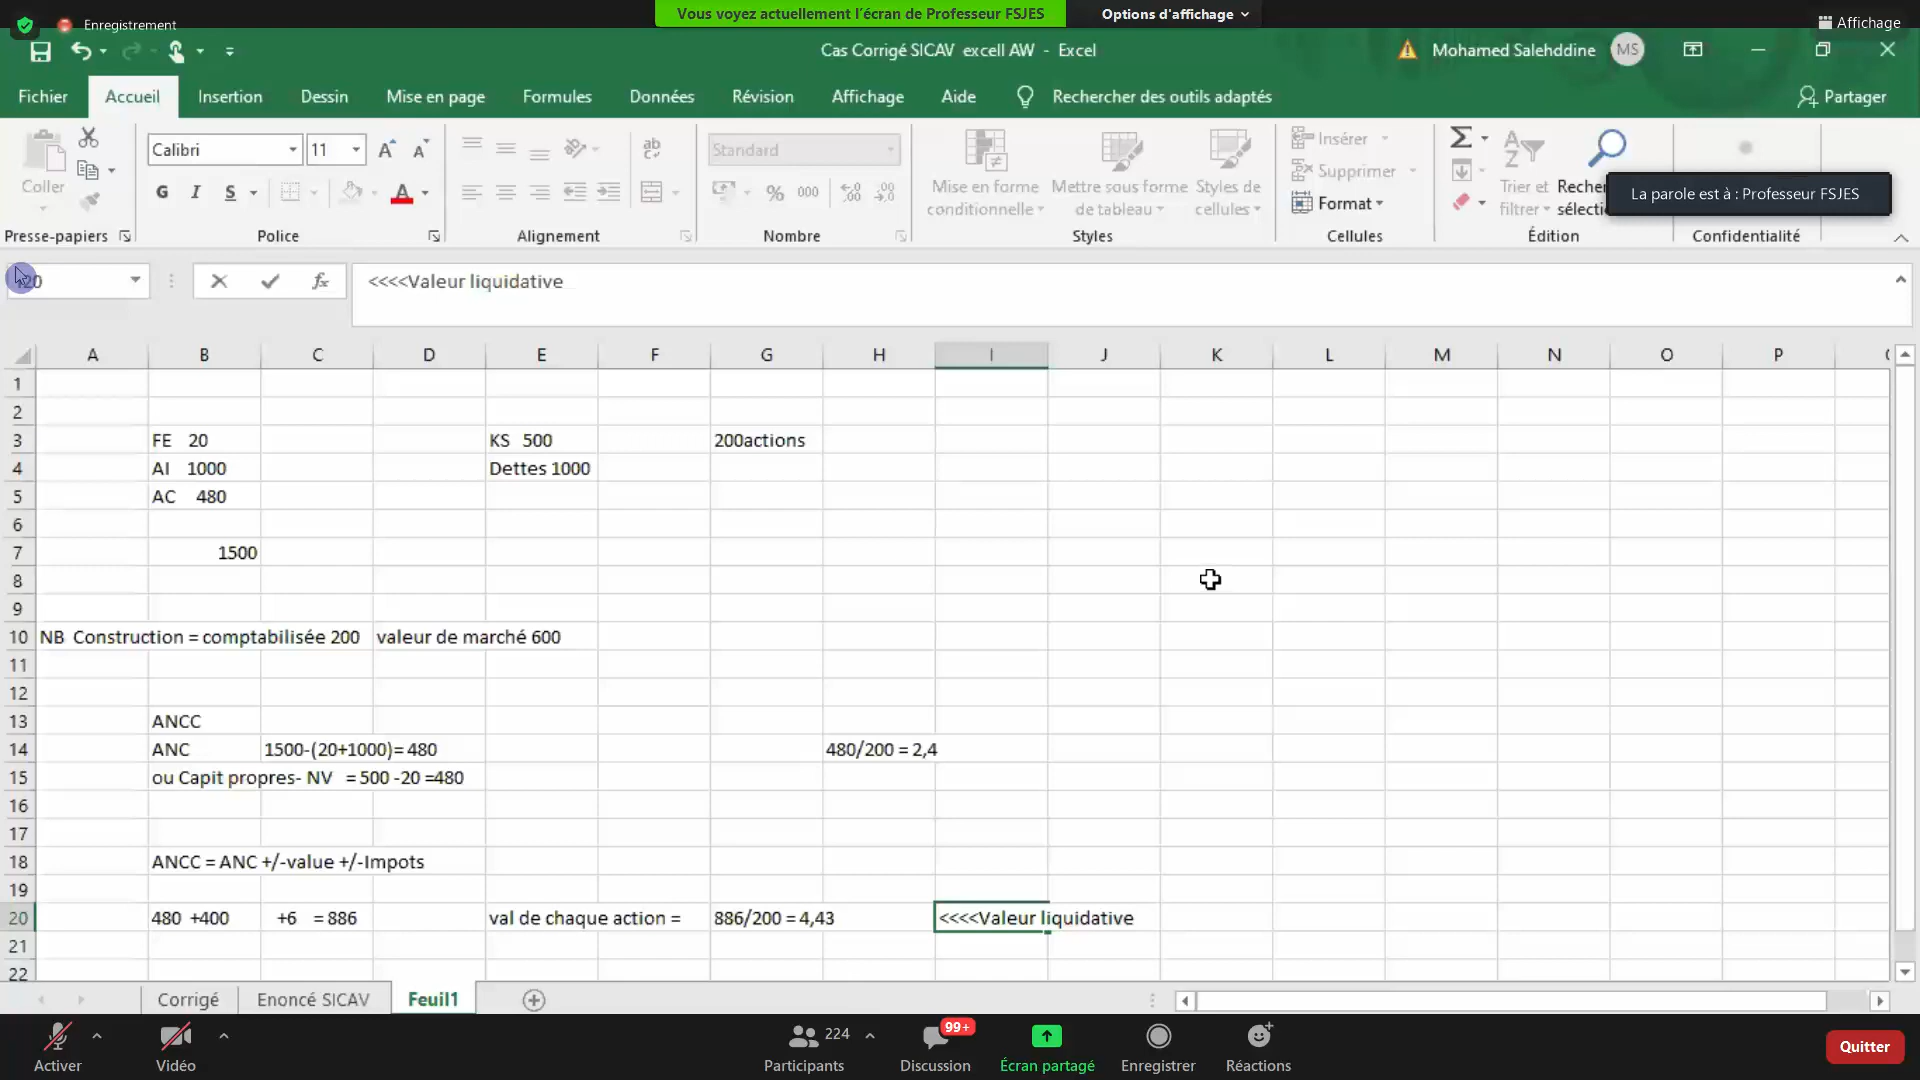 Enregistrement
Vous voyez actuellement l'écran de Professeur FSJES
Options d'affichage
Affichage
Cas Corrigé SICAV excell AW - Excel
Mohamed Salehddine
MS
Fichier
Accueil
Insertion
Dessin
Mise en page
Formules
Données
Révision
Affichage
Aide
Rechercher des outils adaptés
Partager
Coller
Calibri
11
G I S
Standard
% 000
Mise en forme conditionnelle
Mettre sous forme de tableau
Styles de cellules
Insérer
Supprimer
Format
Trier et filtrer
La parole est à : Professeur FSJES
Presse-papiers
Police
Alignement
Nombre
Styles
Cellules
Édition
Confidentialité
<<<<Valeur liquidative
A B C D E F G H I J K L M N O P
1
2
3 FE 20 KS 500 200actions
4 AI 1000 Dettes 1000
5 AC 480
6
7 1500
8
9
10 NB Construction = comptabilisée 200 valeur de marché 600
11
12
13 ANCC
14 ANC 1500-(20+1000)= 480 480/200 = 2,4
15 ou Capit propres- NV = 500 -20 =480
16
17
18 ANCC = ANC +/-value +/-Impots
19
20 480 +400 +6 = 886 val de chaque action = 886/200 = 4,43 <<<<Valeur liquidative
21
22
Corrigé
Enoncé SICAV
Feuil1
Activer
Vidéo
224
Participants
99+
Discussion
Écran partagé
Enregistrer
Réactions
Quitter